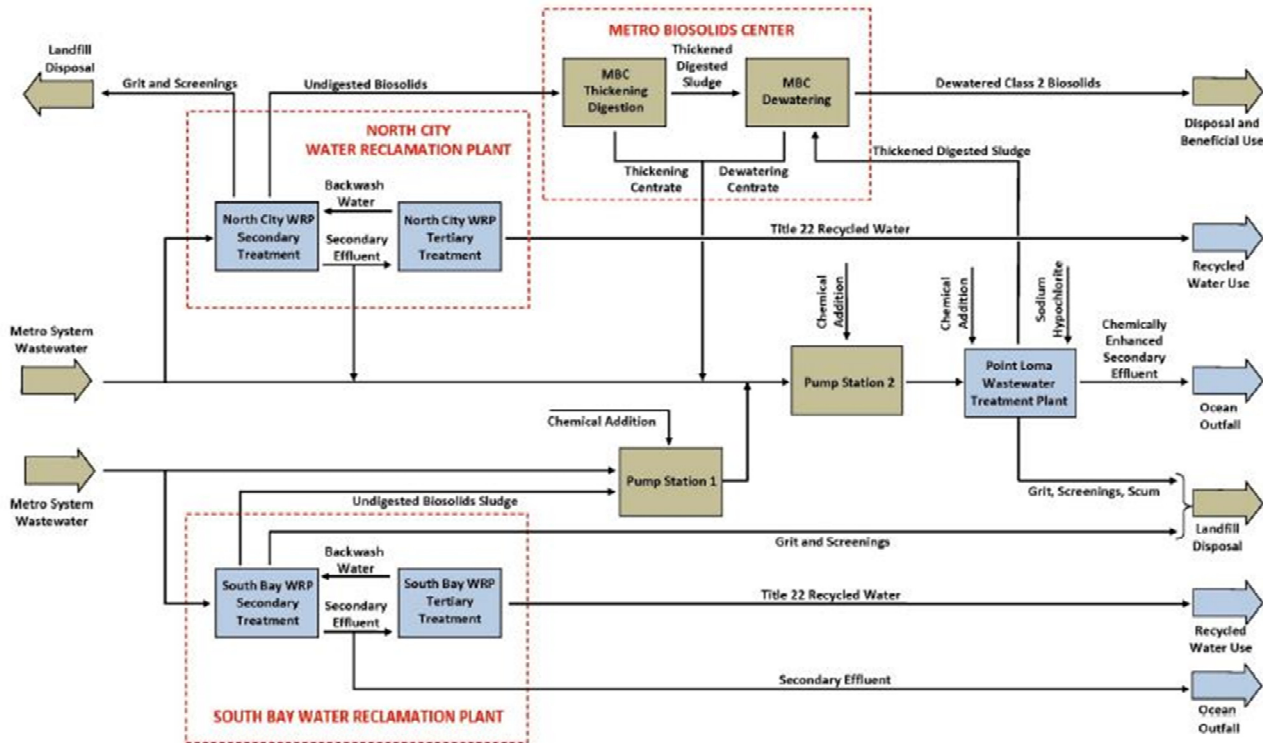 METRO BIOSOLIDS CENTER
Landfill
Disposal
Grit and Screenings
Undigested Biosolids
MBC
Thickening
Digestion
Thickened
Digested
Sludge
MBC
Dewatering
Dewatered Class 2 Biosolids
Disposal and
Beneficial Use
NORTH CITY
WATER RECLAMATION PLANT
Thickening
Centrate
Dewatering
Centrate
Thickened Digested Sludge
Backwash
Water
North City WRP
Secondary
Treatment
Secondary
Effluent
North City WRP
Tertiary
Treatment
Title 22 Recycled Water
Recycled
Water Use
Chemical
Addition
Chemical
Addition
Sodium
Hypochlorite
Metro System
Wastewater
Pump Station 2
Point Loma
Wastewater
Treatment Plant
Chemically
Enhanced
Secondary
Effluent
Ocean
Outfall
Chemical Addition
Pump Station 1
Metro System
Wastewater
Undigested Biosolids Sludge
Grit, Screenings, Scum
Landfill
Disposal
Grit and Screenings
Backwash
Water
South Bay WRP
Secondary
Treatment
Secondary
Effluent
South Bay WRP
Tertiary
Treatment
Title 22 Recycled Water
Recycled
Water Use
Secondary Effluent
Ocean
Outfall
SOUTH BAY WATER RECLAMATION PLANT